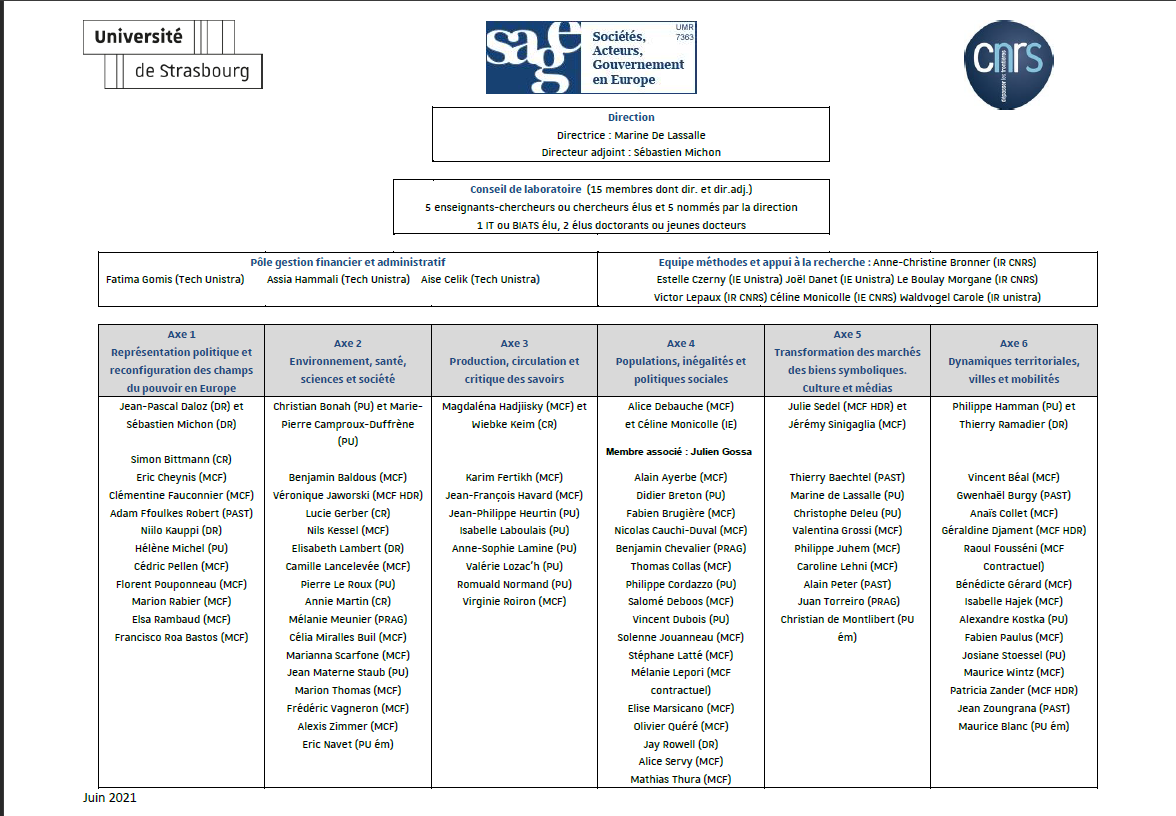 Université
de Strasbourg
sage
Sociétés,
Acteurs,
Gouvernement
en Europe
UMR
7363
cnrs
dépasser les frontières
Direction
Directrice : Marine De Lassalle
Directeur adjoint : Sébastien Michon
Conseil de laboratoire (15 membres dont dir. et dir.adj.)
5 enseignants-chercheurs ou chercheurs élus et 5 nommés par la direction
1 IT ou BIATS élu, 2 élus doctorants ou jeunes docteurs
Pôle gestion financier et administratif
Fatima Gomis (Tech Unistra) Assia Hammali (Tech Unistra) Aise Celik (Tech Unistra)
Equipe méthodes et appui à la recherche : Anne-Christine Bronner (IR CNRS)
Estelle Czerny (IE Unistra) Joël Danet (IE Unistra) Le Boulay Morgane (IR CNRS)
Victor Lepaux (IR CNRS) Céline Monicolle (IE CNRS) Waldvogel Carole (IR unistra)
Axe 1
Représentation politique et
reconfiguration des champs
du pouvoir en Europe
Jean-Pascal Daloz (DR) et
Sébastien Michon (DR)
Simon Bittmann (CR)
Eric Cheynis (MCF)
Clémentine Fauconnier (MCF)
Adam Ffoulkes Robert (PAST)
Niilo Kauppi (DR)
Hélène Michel (PU)
Cédric Pellen (MCF)
Florent Pouponneau (MCF)
Marion Rabier (MCF)
Elsa Rambaud (MCF)
Francisco Roa Bastos (MCF)
Axe 2
Environnement, santé,
sciences et société
Christian Bonah (PU) et Marie-
Pierre Camproux-Duffrène
(PU)
Benjamin Baldous (MCF)
Véronique Jaworski (MCF HDR)
Lucie Gerber (CR)
Nils Kessel (MCF)
Elisabeth Lambert (DR)
Camille Lancelevée (MCF)
Pierre Le Roux (PU)
Annie Martin (CR)
Mélanie Meunier (PRAG)
Célia Miralles Buil (MCF)
Marianna Scarfone (MCF)
Jean Materne Staub (PU)
Marion Thomas (MCF)
Frédéric Vagneron (MCF)
Alexis Zimmer (MCF)
Eric Navet (PU ém)
Axe 3
Production, circulation et
critique des savoirs
Magdaléna Hadjiisky (MCF) et
Wiebke Keim (CR)
Karim Fertikh (MCF)
Jean-François Havard (MCF)
Jean-Philippe Heurtin (PU)
Isabelle Laboulais (PU)
Anne-Sophie Lamine (PU)
Valérie Lozac'h (PU)
Romuald Normand (PU)
Virginie Roiron (MCF)
Axe 4
Populations, inégalités et
politiques sociales
Alice Debauche (MCF)
et Céline Monicolle (IE)
Membre associé : Julien Gossa
Alain Ayerbe (MCF)
Didier Breton (PU)
Fabien Brugière (MCF)
Nicolas Cauchi-Duval (MCF)
Benjamin Chevalier (PRAG)
Thomas Collas (MCF)
Philippe Cordazzo (PU)
Salomé Deboos (MCF)
Vincent Dubois (PU)
Solenne Jouanneau (MCF)
Stéphane Latté (MCF)
Mélanie Lepori (MCF
contractuel)
Elise Marsicano (MCF)
Olivier Quéré (MCF)
Jay Rowell (DR)
Alice Servy (MCF)
Mathias Thura (MCF)
Axe 5
Transformation des marchés
des biens symboliques.
Culture et médias
Julie Sedel (MCF HDR) et
Jérémy Sinigaglia (MCF)
Thierry Baechtel (PAST)
Marine de Lassalle (PU)
Christophe Deleu (PU)
Valentina Grossi (MCF)
Philippe Juhem (MCF)
Caroline Lehni (MCF)
Alain Peter (PAST)
Juan Torreiro (PRAG)
Christian de Montlibert (PU
ém)
Axe 6
Dynamiques territoriales,
villes et mobilités
Philippe Hamman (PU) et
Thierry Ramadier (DR)
Vincent Béal (MCF)
Gwenhaël Burgy (PAST)
Anaïs Collet (MCF)
Géraldine Djament (MCF HDR)
Raoul Fousséni (MCF
Contractuel)
Bénédicte Gérard (MCF)
Isabelle Hajek (MCF)
Alexandre Kostka (PU)
Fabien Paulus (MCF)
Josiane Stoessel (PU)
Maurice Wintz (MCF)
Patricia Zander (MCF HDR)
Jean Zoungrana (PAST)
Maurice Blanc (PU ém)
Juin 2021